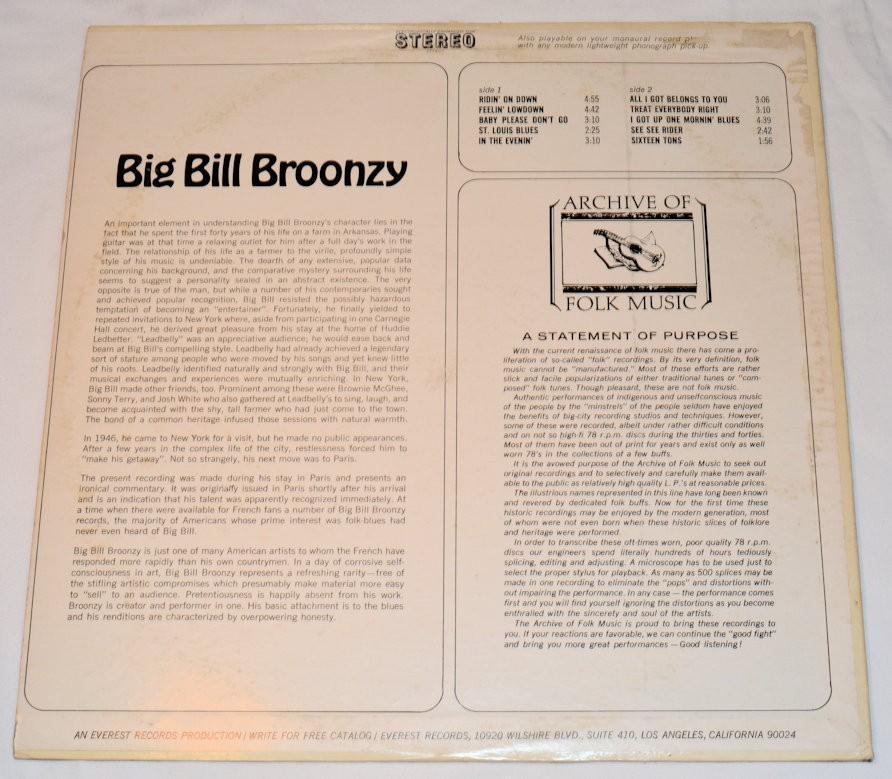 STEREO
Also playable on your monaural record
with any modern lightweight phonograph pick-up.
Big Bill Broonzy
An important element in understanding Big Bill Broonzy's character lies in the
fact that he spent the first forty years of his life on a farm in Arkansas. Playing
guitar was at that time a relaxing outlet for him after a full day's work in the
field. The relationship of his life as a farmer to the virile, profoundly simple
style of his music is undeniable. The dearth of any extensive, popular data
concerning his background, and the comparative mystery surrounding his life
seems to suggest a personality sealed in an abstract existence. The very
opposite is true of the man, but while a number of his contemporaries sought
and achieved popular recognition, Big Bill resisted the possibly hazardous
temptation of becoming an "entertainer". Fortunately, he finally yielded to
repeated invitations to New York where, aside from participating in one Carnegie
Hall concert, he derived great pleasure from his stay at the home of Huddie
Ledbetter. "Leadbelly" was an appreciative audience; he would ease back and
beam at Big Bill's compelling style. Leadbelly had already achieved a legendary
sort of stature among people who were moved by his songs and yet knew little
of his roots. Leadbelly identified naturally and strongly with Big Bill, and their
musical exchanges and experiences were mutually enriching. In New York,
Big Bill made other friends, too. Prominent among these were Brownie McGhee,
Sonny Terry, and Josh White who also gathered at Leadbelly's to sing, laugh, and
become acquainted with the shy, tall farmer who had just come to the town.
The bond of a common heritage infused those sessions with natural warmth.
In 1946, he came to New York for a visit, but he made no public appearances.
After a few years in the complex life of the city, restlessness forced him to
"make his getaway". Not so strangely, his next move was to Paris.
The present recording was made during his stay in Paris and presents an
ironical commentary. It was originally issued in Paris shortly after his arrival
and is an indication that his talent was apparently recognized immediately. At
a time when there were available for French fans a number of Big Bill Broonzy
records, the majority of Americans whose prime interest was folk-blues had
never even heard of Big Bill.
Big Bill Broonzy is just one of many American artists to whom the French have
responded more rapidly than his own countrymen. In a day of corrosive self-
consciousness in art, Big Bill Broonzy represents a refreshing rarity—free of
the stifling artistic compromises which presumably make material more easy
to "sell" to an audience. Pretentiousness is happily absent from his work.
Broonzy is creator and performer in one. His basic attachment is to the blues
and his renditions are characterized by overpowering honesty.
side 1
RIDIN' ON DOWN 4:55
FEELIN' LOWDOWN 4:42
BABY PLEASE DON'T GO 3:10
ST. LOUIS BLUES 2:25
IN THE EVENIN' 3:10
side 2
ALL I GOT BELONGS TO YOU 3:06
TREAT EVERYBODY RIGHT 3:10
I GOT UP ONE MORNIN' BLUES 4:39
SEE SEE RIDER 2:42
SIXTEEN TONS 1:56
ARCHIVE OF
FOLK MUSIC
A STATEMENT OF PURPOSE
With the current renaissance of folk music there has come a pro-
liferation of so-called "folk" recordings. By its very definition, folk
music cannot be "manufactured." Most of these efforts are rather
slick and facile popularizations of either traditional tunes or "com-
posed" folk tunes. Though pleasant, these are not folk music.
Authentic performances of indigenous and unselfconscious music
of the people by the "minstrels" of the people seldom have enjoyed
the benefits of big-city recording studios and techniques. However,
some of these were recorded, albeit under rather difficult conditions
and on not so high-fi 78 r.p.m. discs during the thirties and forties.
Most of them have been out of print for years and exist only as well
worn 78's in the collections of a few buffs.
It is the avowed purpose of the Archive of Folk Music to seek out
original recordings and to selectively and carefully make them avail-
able to the public as relatively high quality L. P.'s at reasonable prices.
The illustrious names represented in this line have long been known
and revered by dedicated folk buffs. Now for the first time these
historic recordings may be enjoyed by the modern generation, most
of whom were not even born when these historic slices of folklore
and heritage were performed.
In order to transcribe these oft-times worn, poor quality 78 r.p.m.
discs our engineers spend literally hundreds of hours tediously
splicing, editing and adjusting. A microscope has to be used just to
select the proper stylus for playback. As many as 500 splices may be
made in one recording to eliminate the "pops" and distortions with-
out impairing the performance. In any case — the performance comes
first and you will find yourself ignoring the distortions as you become
enthralled with the sincerety and soul of the artists.
The Archive of Folk Music is proud to bring these recordings to
you. If your reactions are favorable, we can continue the "good fight"
and bring you more great performances — Good listening!
AN EVEREST RECORDS PRODUCTION / WRITE FOR FREE CATALOG / EVEREST RECORDS, 10920 WILSHIRE BLVD., SUITE 410, LOS ANGELES, CALIFORNIA 90024